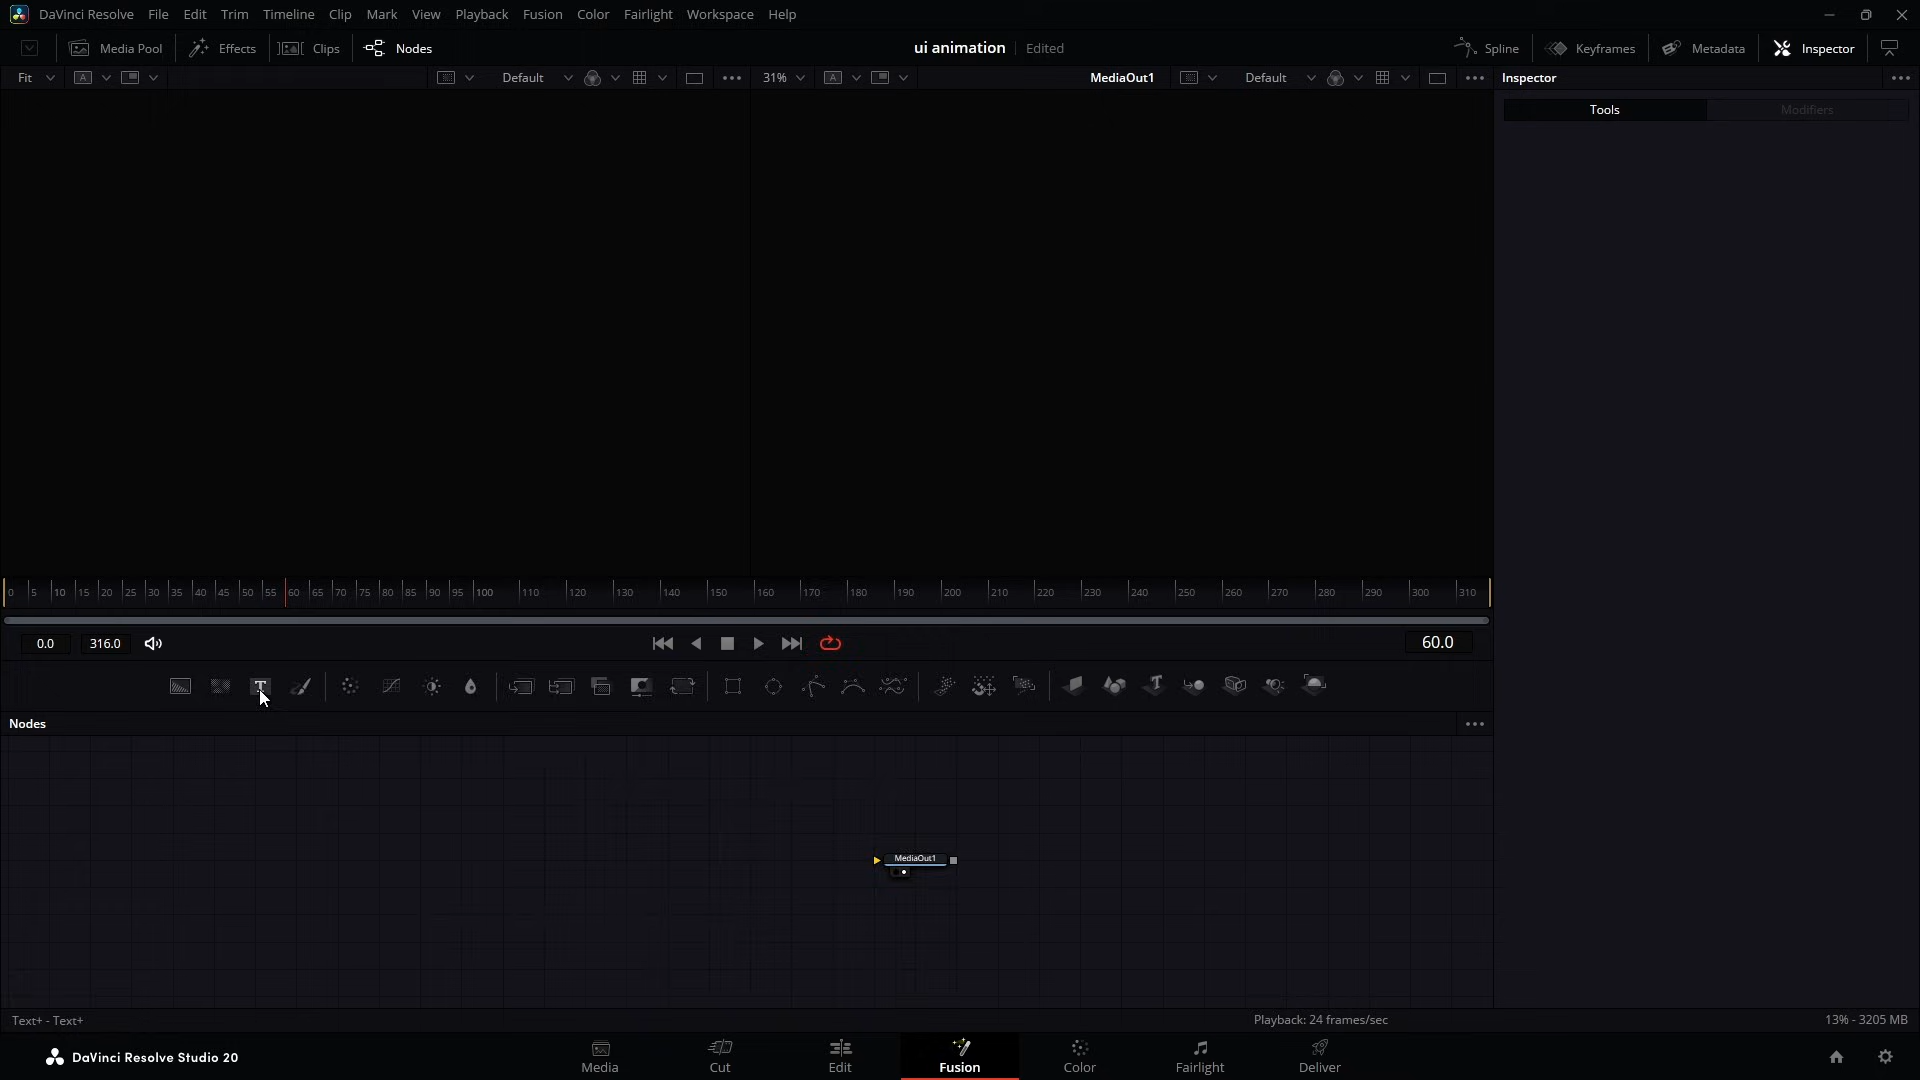 DaVinci Resolve File Edit Trim Timeline Clip Mark View Playback Fusion Color Fairlight Workspace Help
Media Pool Effects Clips Nodes ui animation Edited Spline Keyframes Metadata Inspector
Fit A Default 31% A MediaOut1 Default Inspector
Tools Modifiers
0 5 10 15 20 25 30 35 40 45 50 55 60 65 70 75 80 85 90 95 100 110 120 130 140 150 160 170 180 190 200 210 220 230 240 250 260 270 280 290 300 310
0.0 316.0 60.0
T T
Nodes
MediaOut1
Text+ - Text+ Playback: 24 frames/sec 13% - 3205 MB
DaVinci Resolve Studio 20 Media Cut Edit Fusion Color Fairlight Deliver